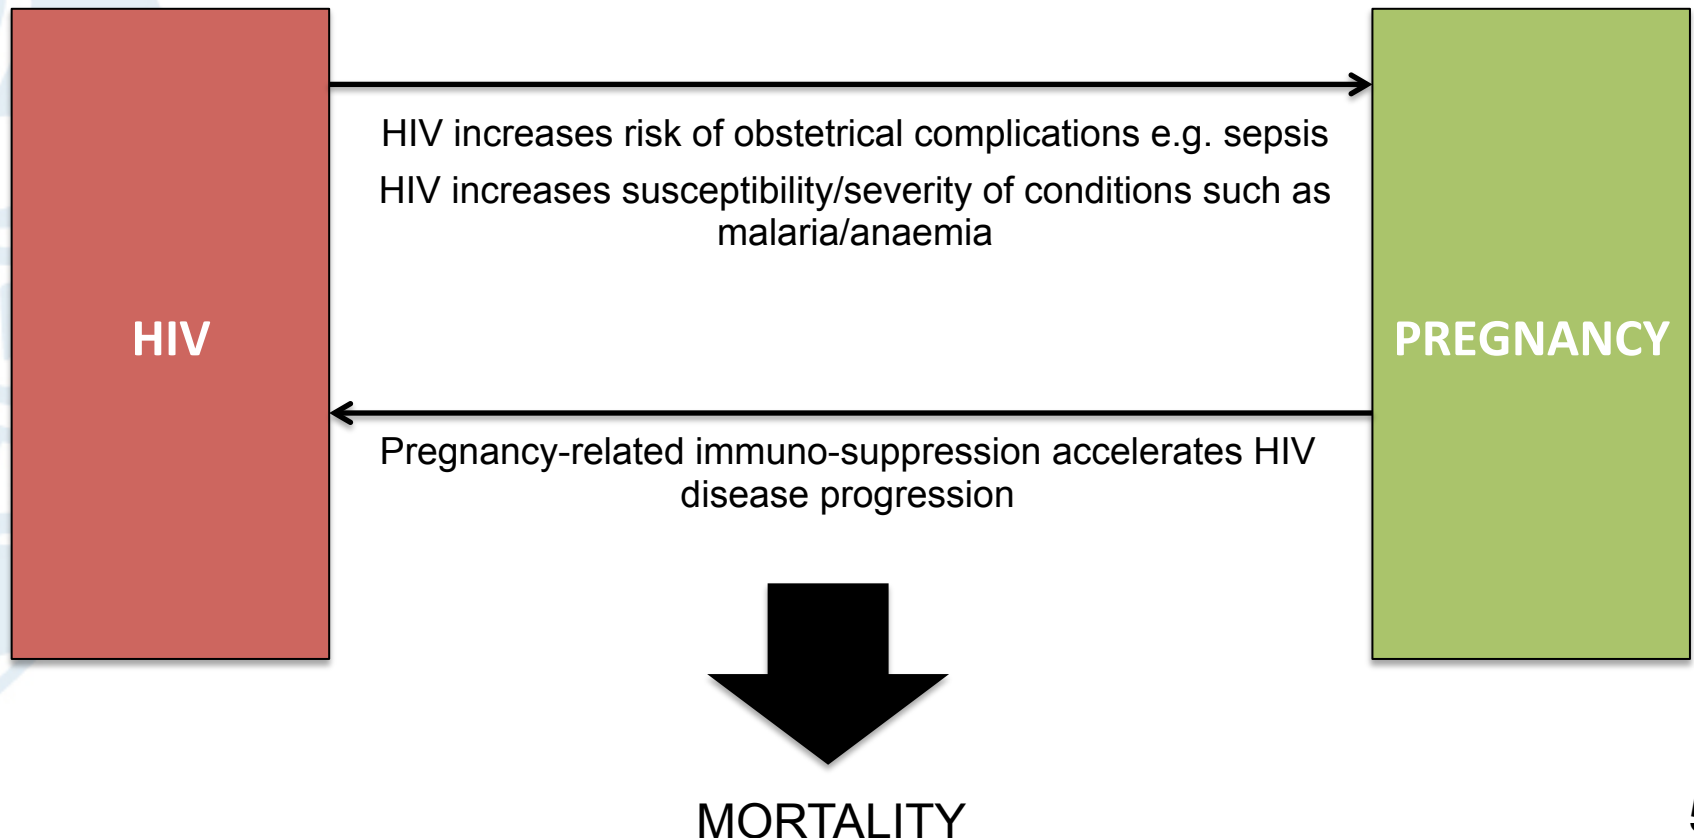 HIV increases risk of obstetrical complications e.g. sepsis
HIV increases susceptibility/severity of conditions such as
malaria/anaemia
HIV
PREGNANCY
Pregnancy-related immuno-suppression accelerates HIV
disease progression
MORTALITY